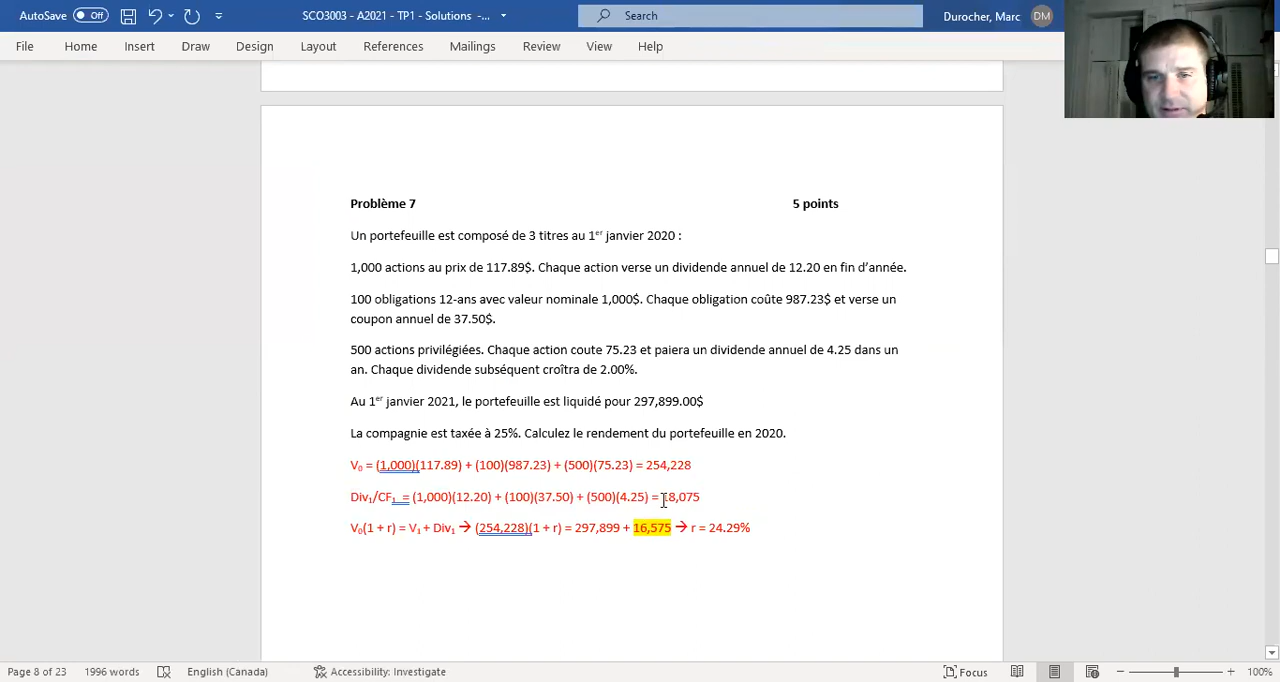 AutoSave Off SCO3003 - A2021 - TP1 - Solutions -... Search Durocher, Marc DM
File Home Insert Draw Design Layout References Mailings Review View Help
Problème 7 5 points
Un portefeuille est composé de 3 titres au 1er janvier 2020 :
1,000 actions au prix de 117.89$. Chaque action verse un dividende annuel de 12.20 en fin d'année.
100 obligations 12-ans avec valeur nominale 1,000$. Chaque obligation coûte 987.23$ et verse un
coupon annuel de 37.50$.
500 actions privilégiées. Chaque action coute 75.23 et paiera un dividende annuel de 4.25 dans un
an. Chaque dividende subséquent croîtra de 2.00%.
Au 1er janvier 2021, le portefeuille est liquidé pour 297,899.00$
La compagnie est taxée à 25%. Calculez le rendement du portefeuille en 2020.
V₀ = (1,000)(117.89) + (100)(987.23) + (500)(75.23) = 254,228
Div₁/CF₁ = (1,000)(12.20) + (100)(37.50) + (500)(4.25) = 18,075
V₀(1 + r) = V₁ + Div₁ → (254,228)(1 + r) = 297,899 + 16,575 → r = 24.29%
Page 8 of 23 1996 words English (Canada) Accessibility: Investigate Focus 100%